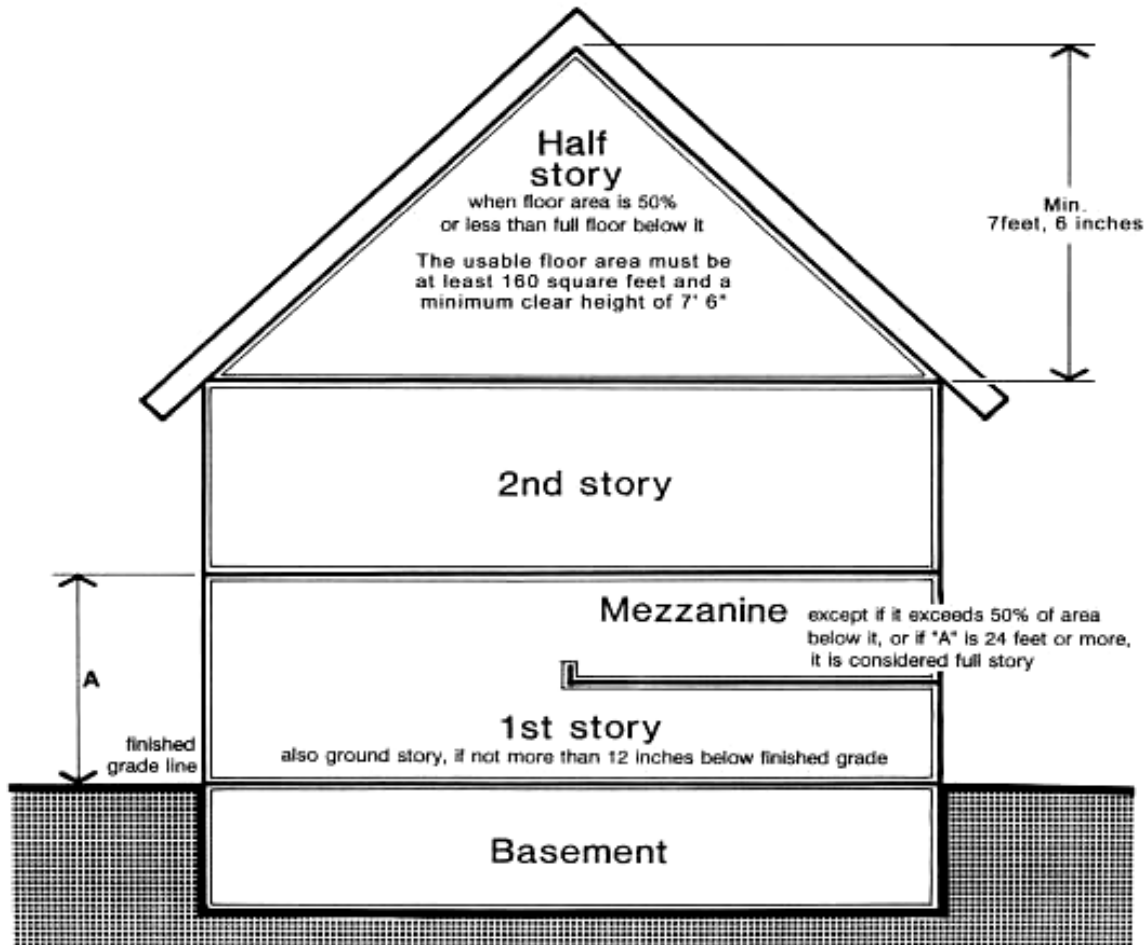 Half
story
when floor area is 50%
or less than full floor below it
The usable floor area must be
at least 160 square feet and a
minimum clear height of 7' 6"
Min.
7feet, 6 inches
2nd story
Mezzanine
except if it exceeds 50% of area
below it, or if "A" is 24 feet or more,
it is considered full story
A
1st story
also ground story, if not more than 12 inches below finished grade
finished
grade line
Basement